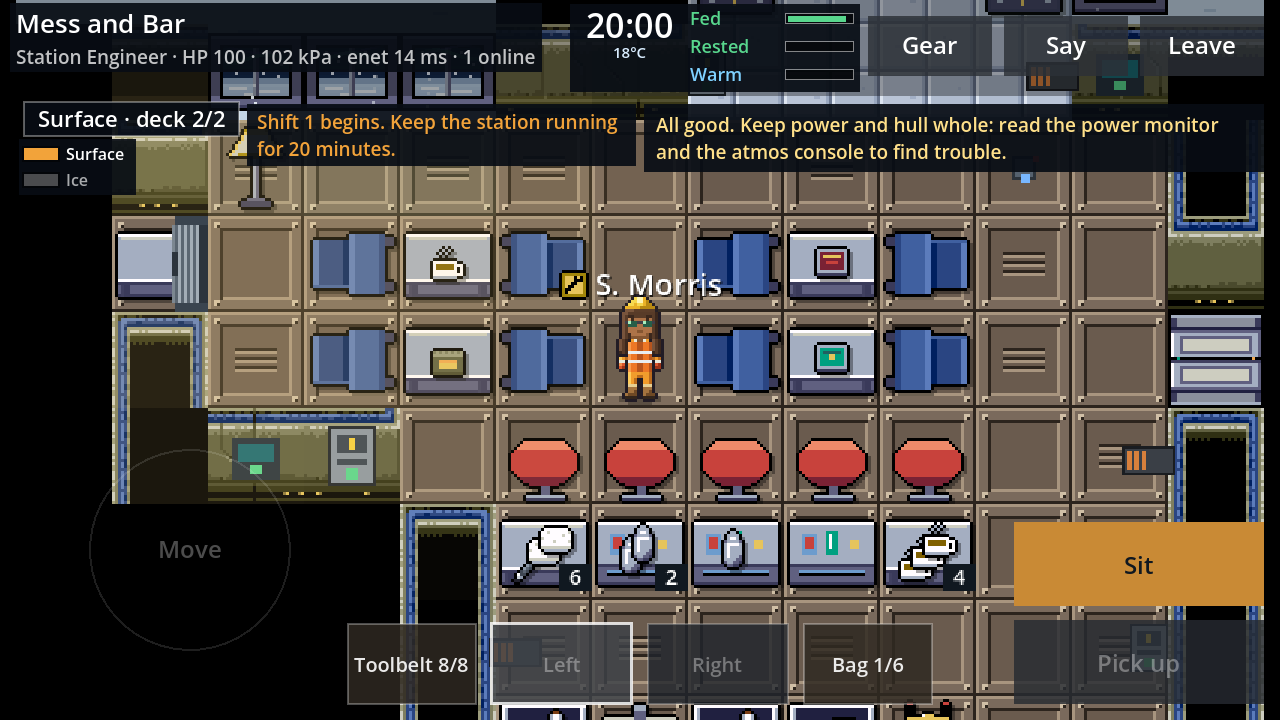 Mess and Bar
Station Engineer · HP 100 · 102 kPa · enet 14 ms · 1 online
20:00
18°C
Fed
Rested
Warm
Gear
Say
Leave
Surface · deck 2/2
Surface
Ice
Shift 1 begins. Keep the station running
for 20 minutes.
All good. Keep power and hull whole: read the power monitor
and the atmos console to find trouble.
S. Morris
Move
6
2
4
Sit
Toolbelt 8/8
Left
Right
Bag 1/6
Pick up